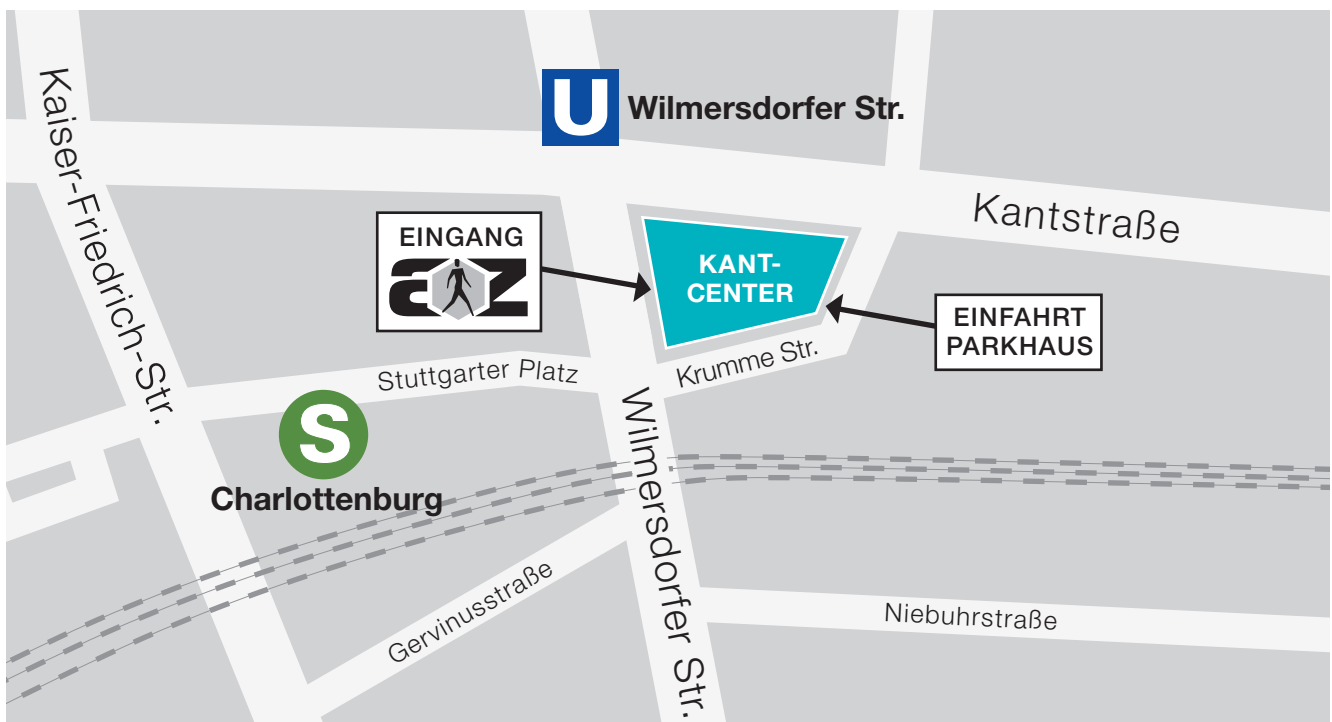 U
Wilmersdorfer Str.
Kaiser-Friedrich-Str.
Kantstraße
EINGANG
az
KANT-
CENTER
EINFAHRT
PARKHAUS
Krumme Str.
Stuttgarter Platz
S
Charlottenburg
Wilmersdorfer Str.
Gervinusstraße
Niebuhrstraße